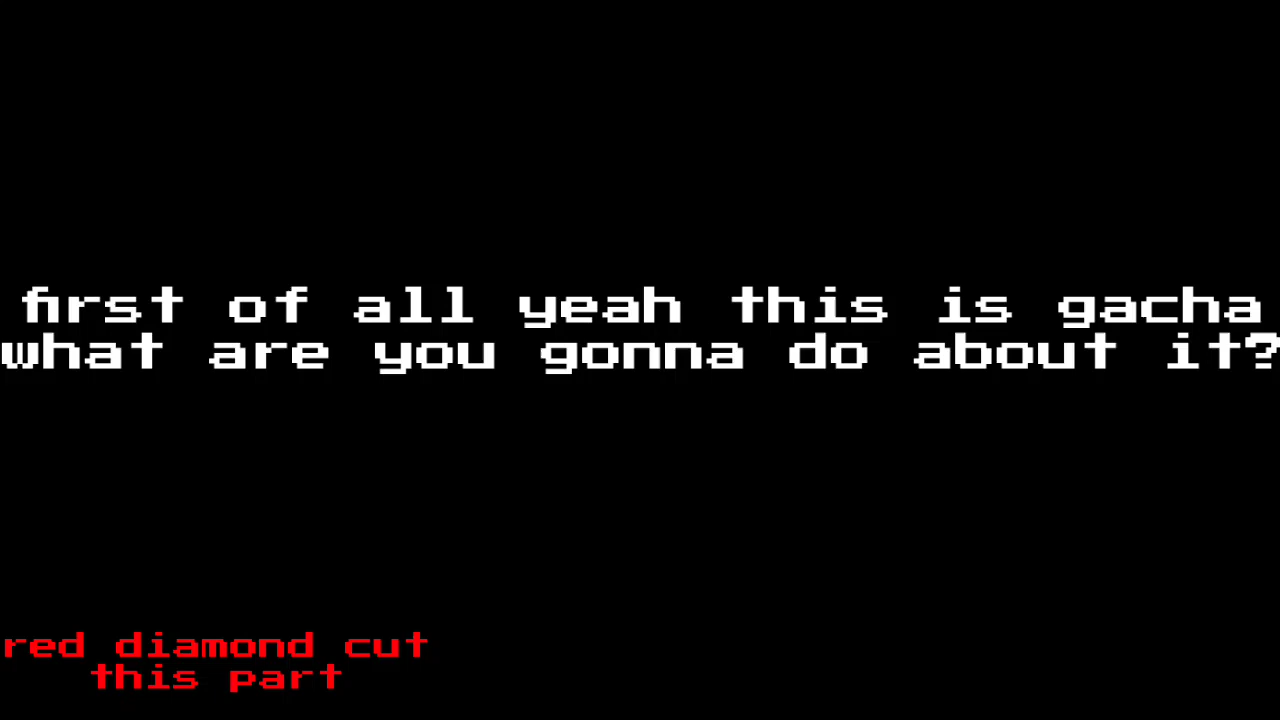 first of all yeah this is gacha
what are you gonna do about it?
red diamond cut
this part